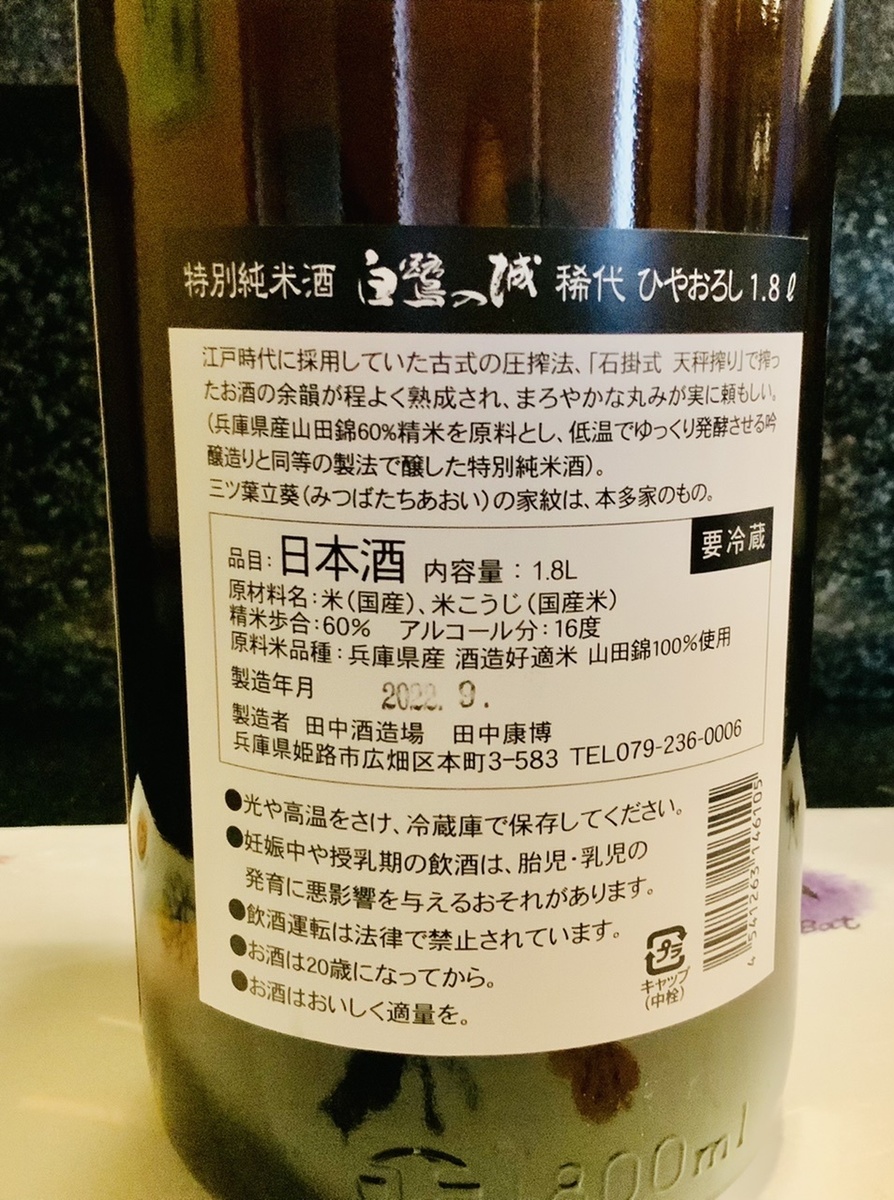 特別純米酒 白鷺の城 稀代 ひやおろし1.8ℓ
江戸時代に採用していた古式の圧搾法、「石掛式 天秤搾り」で搾っ
たお酒の余韻が程よく熟成され、まろやかな丸みが実に頼もしい。
(兵庫県産山田錦60%精米を原料とし、低温でゆっくり発酵させる吟
醸造りと同等の製法で醸した特別純米酒)。
三ツ葉立葵(みつばたちあおい)の家紋は、本多家のもの。
要冷蔵
品目:日本酒 内容量:1.8L
原材料名:米(国産)、米こうじ(国産米)
精米歩合:60% アルコール分:16度
原料米品種:兵庫県産 酒造好適米 山田錦100%使用
製造年月 2022.9.
製造者 田中酒造場 田中康博
兵庫県姫路市広畑区本町3-583 TEL079-236-0006
●光や高温をさけ、冷蔵庫で保存してください。
●妊娠中や授乳期の飲酒は、胎児・乳児の
発育に悪影響を与えるおそれがあります。
●飲酒運転は法律で禁止されています。
●お酒は20歳になってから。
●お酒はおいしく適量を。
プラ
キャップ
(中栓)
4541263146105
Bat
1800ml